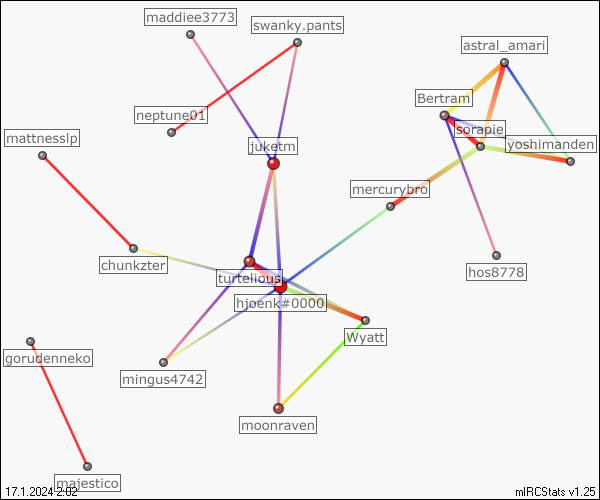 maddiee3773
swanky.pants
astral_amari
Bertram
neptune01
sorapie
mattnesslp
juketm
yoshimanden
mercurybro
chunkzter
turtelious
hos8778
hjoenk#0000
Wyatt
gorudenneko
mingus4742
moonraven
majestico
17.1.2024 2:02
mIRCStats v1.25